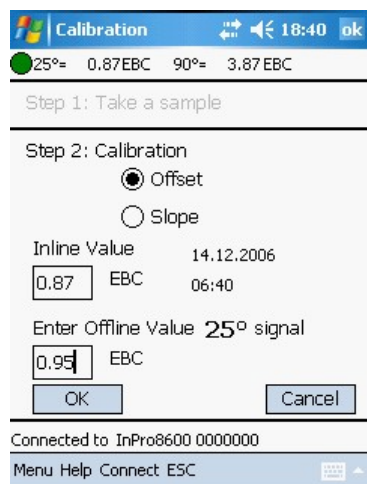 Calibration 18:40 ok
25°= 0.87EBC 90°= 3.87EBC
Step 1: Take a sample
Step 2: Calibration
Offset
Slope
Inline Value 14.12.2006
0.87 EBC 06:40
Enter Offline Value 25° signal
0.95 EBC
OK Cancel
Connected to InPro8600 0000000
Menu Help Connect ESC